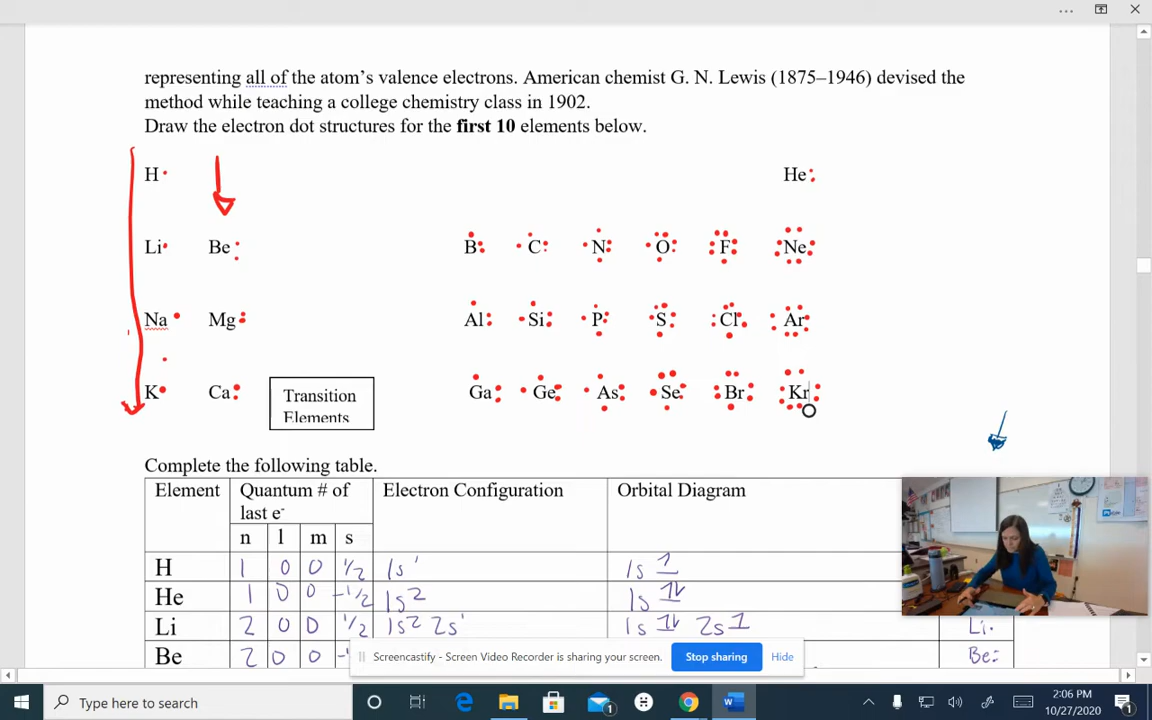 representing all of the atom's valence electrons. American chemist G. N. Lewis (1875–1946) devised the
method while teaching a college chemistry class in 1902.
Draw the electron dot structures for the first 10 elements below.
H He
Li Be B C N O F Ne
Na Mg Al Si P S Cl Ar
K Ca Ga Ge As Se Br Kr
Transition
Elements
Complete the following table.
Element Quantum # of last e- Electron Configuration Orbital Diagram
n l m s
H 1 0 0 1/2 1s¹ 1s 1
He 1 0 0 -1/2 1s² 1s 1↓
Li 2 0 0 1/2 1s² 2s¹ 1s 1↓ 2s 1 Li·
Be 2 0 0 Be:
Screencastify - Screen Video Recorder is sharing your screen. Stop sharing Hide
Type here to search
2:06 PM
10/27/2020